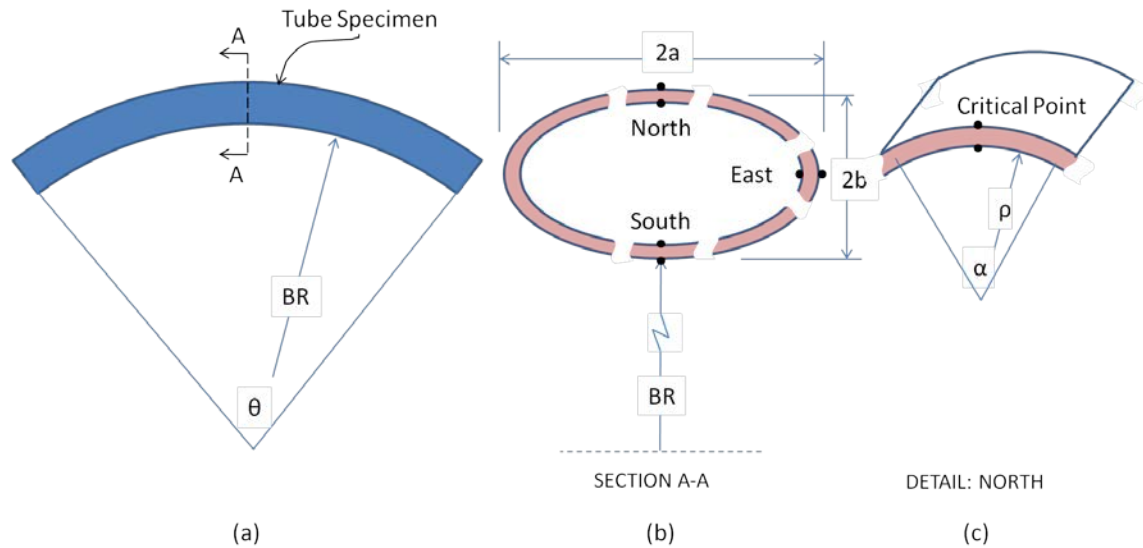 Tube Specimen
A
A
BR
θ
(a)
2a
North
East
2b
South
BR
SECTION A-A
(b)
Critical Point
ρ
α
DETAIL: NORTH
(c)